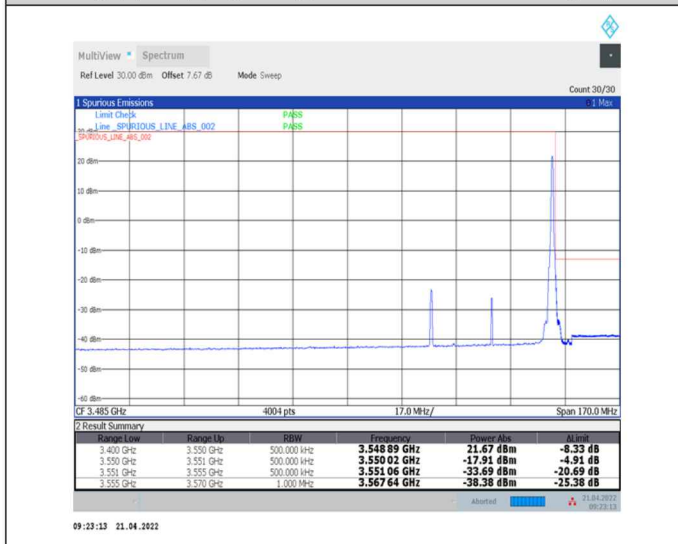 MultiView Spectrum
Ref Level 30.00 dBm Offset 7.67 dB Mode Sweep
Count 30/30
1 Spurious Emissions 1 Max
Limit Check PASS
Line _SPURIOUS_LINE_ABS_002 PASS
30 dBm
_SPURIOUS_LINE_ABS_002
20 dBm
10 dBm
0 dBm
-10 dBm
-20 dBm
-30 dBm
-40 dBm
-50 dBm
-60 dBm
CF 3.485 GHz 4004 pts 17.0 MHz/ Span 170.0 MHz
2 Result Summary
Range Low Range Up RBW Frequency Power Abs ΔLimit
3.400 GHz 3.550 GHz 500.000 kHz 3.548 89 GHz 21.67 dBm -8.33 dB
3.550 GHz 3.551 GHz 500.000 kHz 3.550 02 GHz -17.91 dBm -4.91 dB
3.551 GHz 3.555 GHz 500.000 kHz 3.551 06 GHz -33.69 dBm -20.69 dB
3.555 GHz 3.570 GHz 1.000 MHz 3.567 64 GHz -38.38 dBm -25.38 dB
Aborted 21.04.2022
09:23:13
09:23:13 21.04.2022